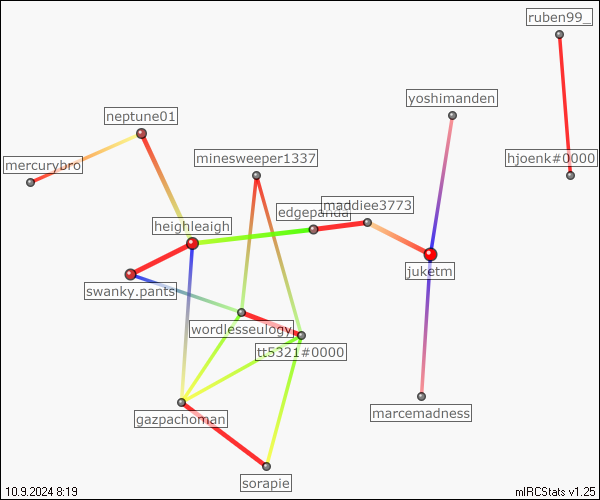 ruben99_
yoshimanden
neptune01
minesweeper1337
hjoenk#0000
mercurybro
edgepanda
maddiee3773
heighleaigh
juketm
swanky.pants
wordlesseulogy
tt5321#0000
marcemadness
gazpachoman
sorapie
10.9.2024 8:19
mIRCStats v1.25